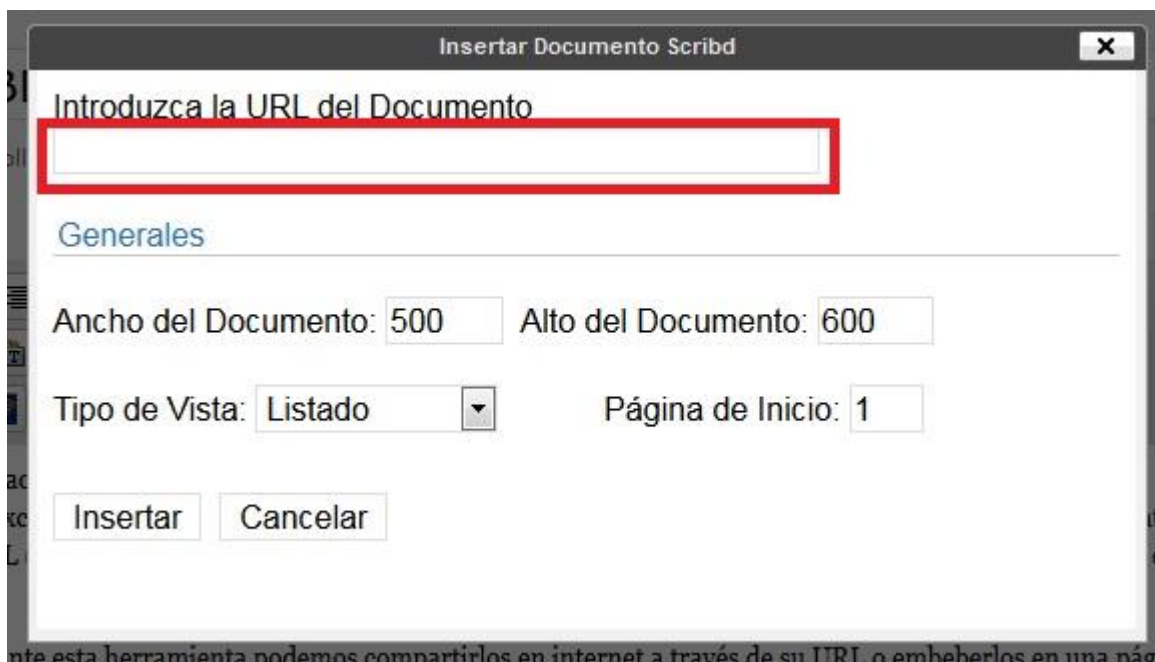 Insertar Documento Scribd
Introduzca la URL del Documento
Generales
Ancho del Documento: 500 Alto del Documento: 600
Tipo de Vista: Listado Página de Inicio: 1
Insertar Cancelar
esta herramienta podemos compartirlos en internet a través de su URL o embeberlos en una